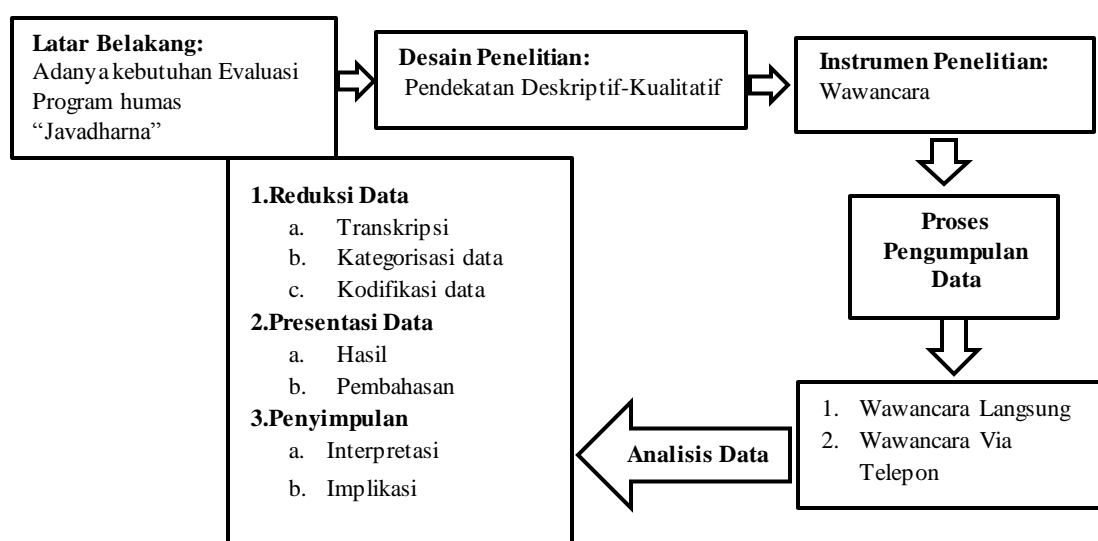 Latar Belakang:
Adanya kebutuhan Evaluasi
Program humas
“Javadharna”
Desain Penelitian:
Pendekatan Deskriptif-Kualitatif
Instrumen Penelitian:
Wawancara
Proses
Pengumpulan
Data
1. Wawancara Langsung
2. Wawancara Via
Telepon
Analisis Data
1.Reduksi Data
a. Transkripsi
b. Kategorisasi data
c. Kodifikasi data
2.Presentasi Data
a. Hasil
b. Pembahasan
3.Penyimpulan
a. Interpretasi
b. Implikasi